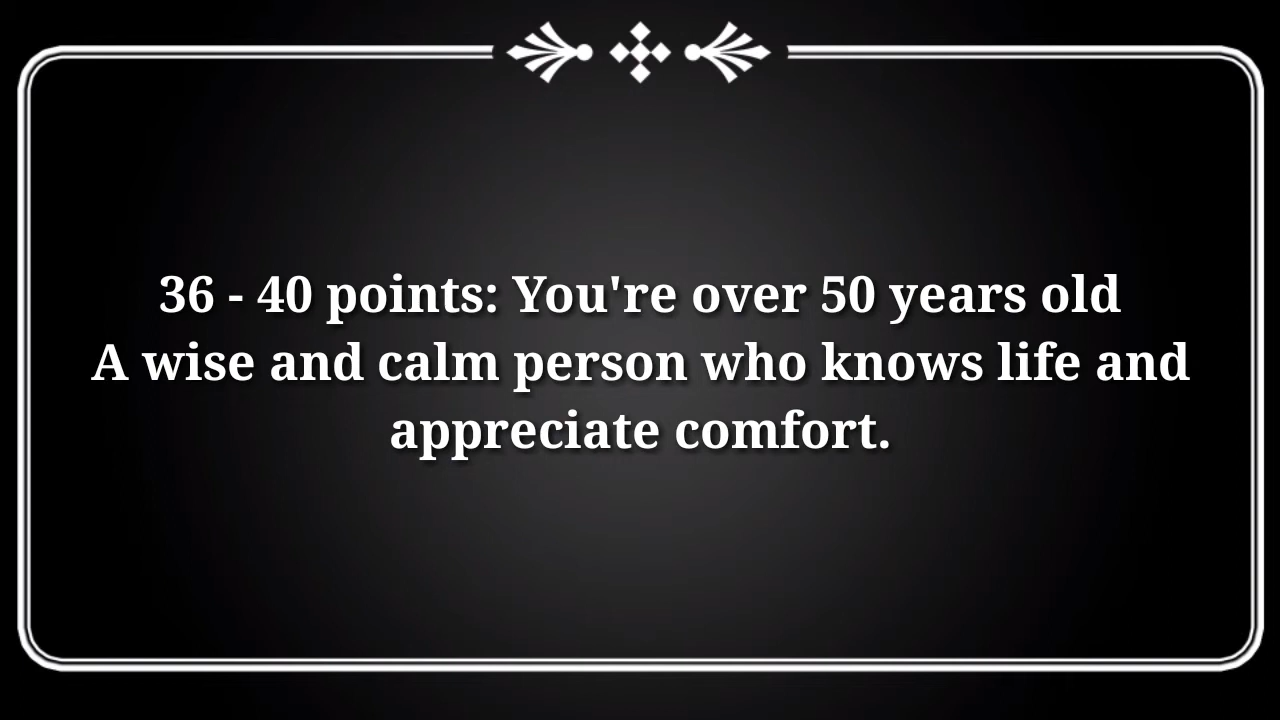 36 - 40 points: You're over 50 years old
A wise and calm person who knows life and
appreciate comfort.